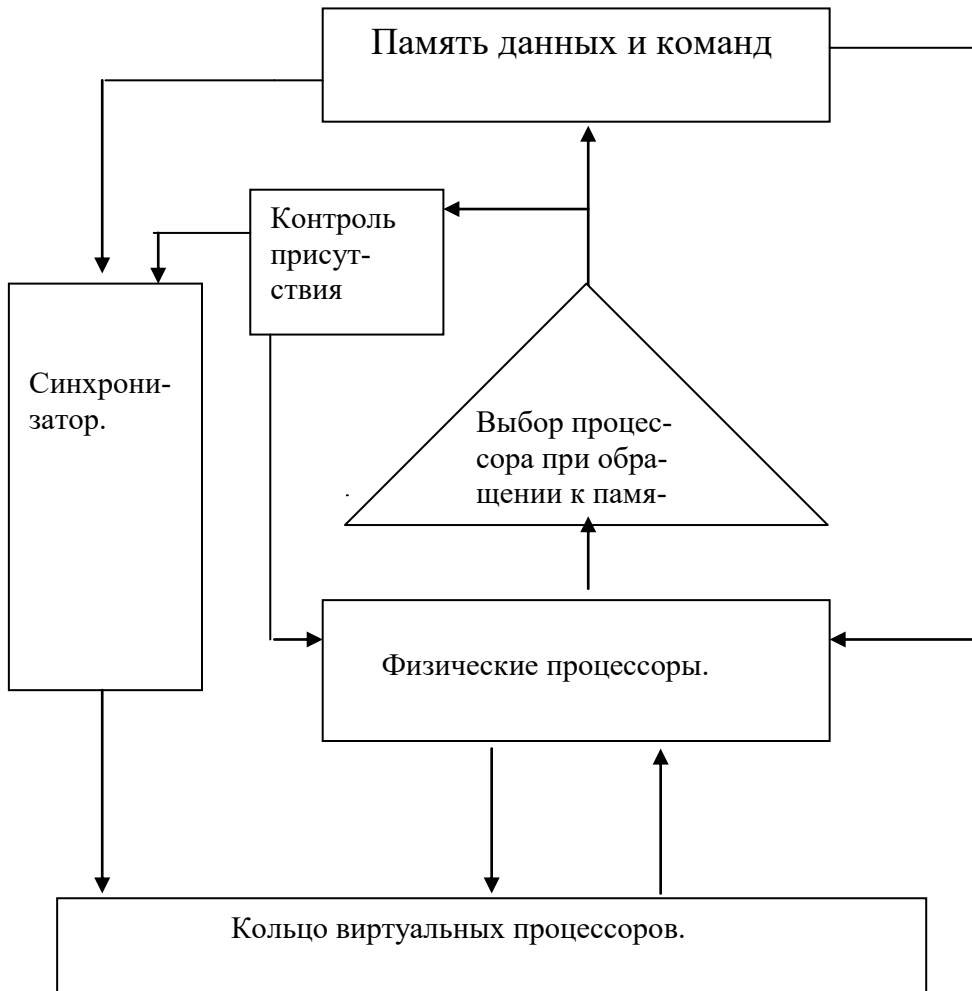 Память данных и команд
Контроль
присут-
ствия
Синхрони-
затор.
Выбор процес-
сора при обра-
щении к памя-
Физические процессоры.
Кольцо виртуальных процессоров.